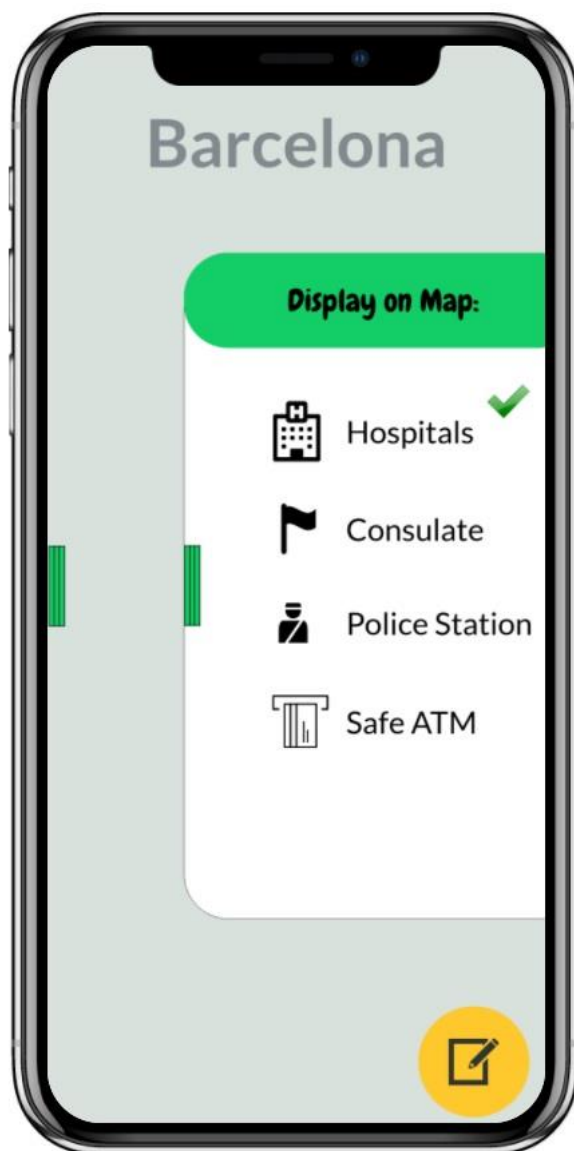 Barcelona
Display on Map:
H
Hospitals
Consulate
Police Station
Safe ATM